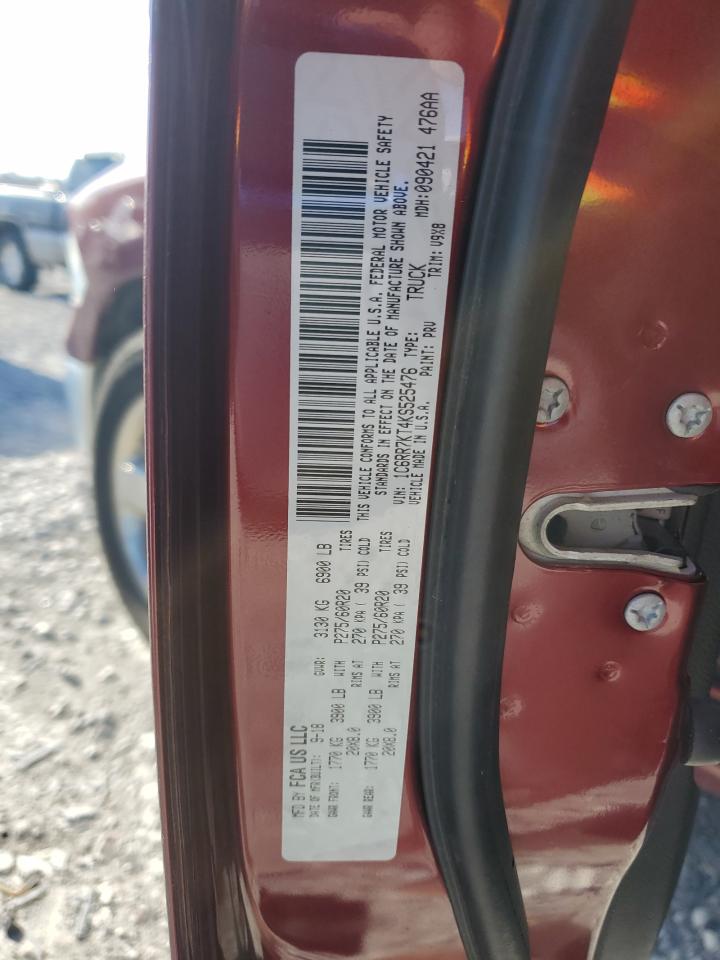 MFD BY FCA US LLC
DATE OF MFR(BUILT): 9-18 GVWR: 3130 KG 6900 LB
GAWR FRONT: 1770 KG 3900 LB WITH P275/60R20 TIRES
20X8.0 RIMS AT 270 KPA ( 39 PSI) COLD
GAWR REAR: 1770 KG 3900 LB WITH P275/60R20 TIRES
20X8.0 RIMS AT 270 KPA ( 39 PSI) COLD
THIS VEHICLE CONFORMS TO ALL APPLICABLE U.S.A. FEDERAL MOTOR VEHICLE SAFETY
STANDARDS IN EFFECT ON THE DATE OF MANUFACTURE SHOWN ABOVE.
VIN: 1C6RR7KT4KS525476 TYPE: TRUCK MDH:090421 476AA
VEHICLE MADE IN U.S.A. PAINT: PRV TRIM: V9X8